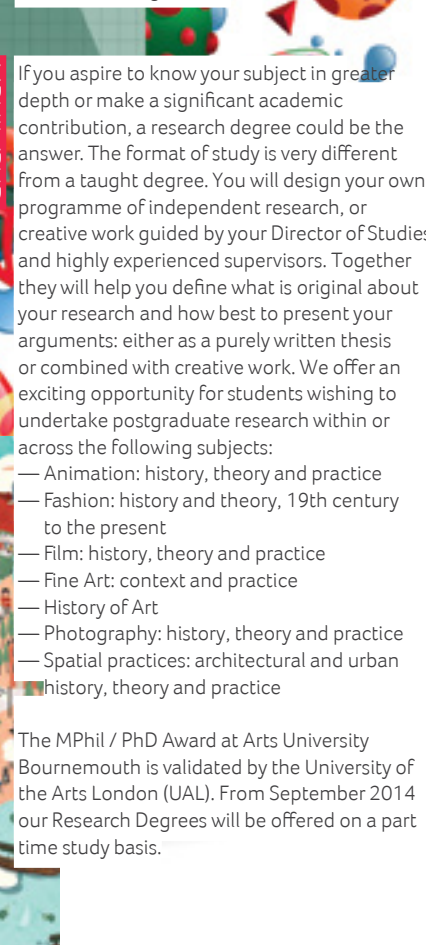 If you aspire to know your subject in greater
depth or make a significant academic
contribution, a research degree could be the
answer. The format of study is very different
from a taught degree. You will design your own
programme of independent research, or
creative work guided by your Director of Studies
and highly experienced supervisors. Together
they will help you define what is original about
your research and how best to present your
arguments: either as a purely written thesis
or combined with creative work. We offer an
exciting opportunity for students wishing to
undertake postgraduate research within or
across the following subjects:
— Animation: history, theory and practice
— Fashion: history and theory, 19th century
to the present
— Film: history, theory and practice
— Fine Art: context and practice
— History of Art
— Photography: history, theory and practice
— Spatial practices: architectural and urban
history, theory and practice
The MPhil / PhD Award at Arts University
Bournemouth is validated by the University of
the Arts London (UAL). From September 2014
our Research Degrees will be offered on a part
time study basis.